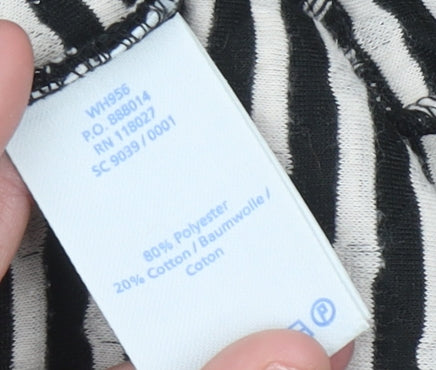 WH956
P.O. 888014
RN 118027
SC 9039 / 0001
80% Polyester
20% Cotton / Baumwolle /
Coton
P